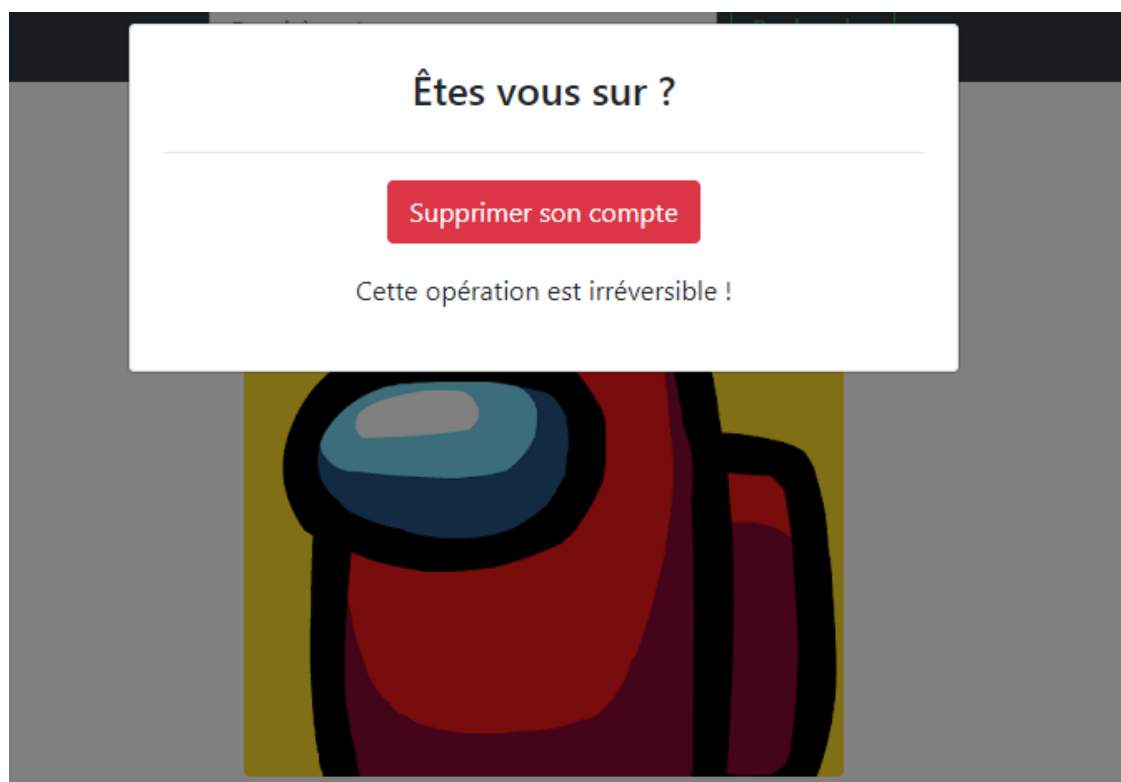 Êtes vous sur ?
Supprimer son compte
Cette opération est irréversible !